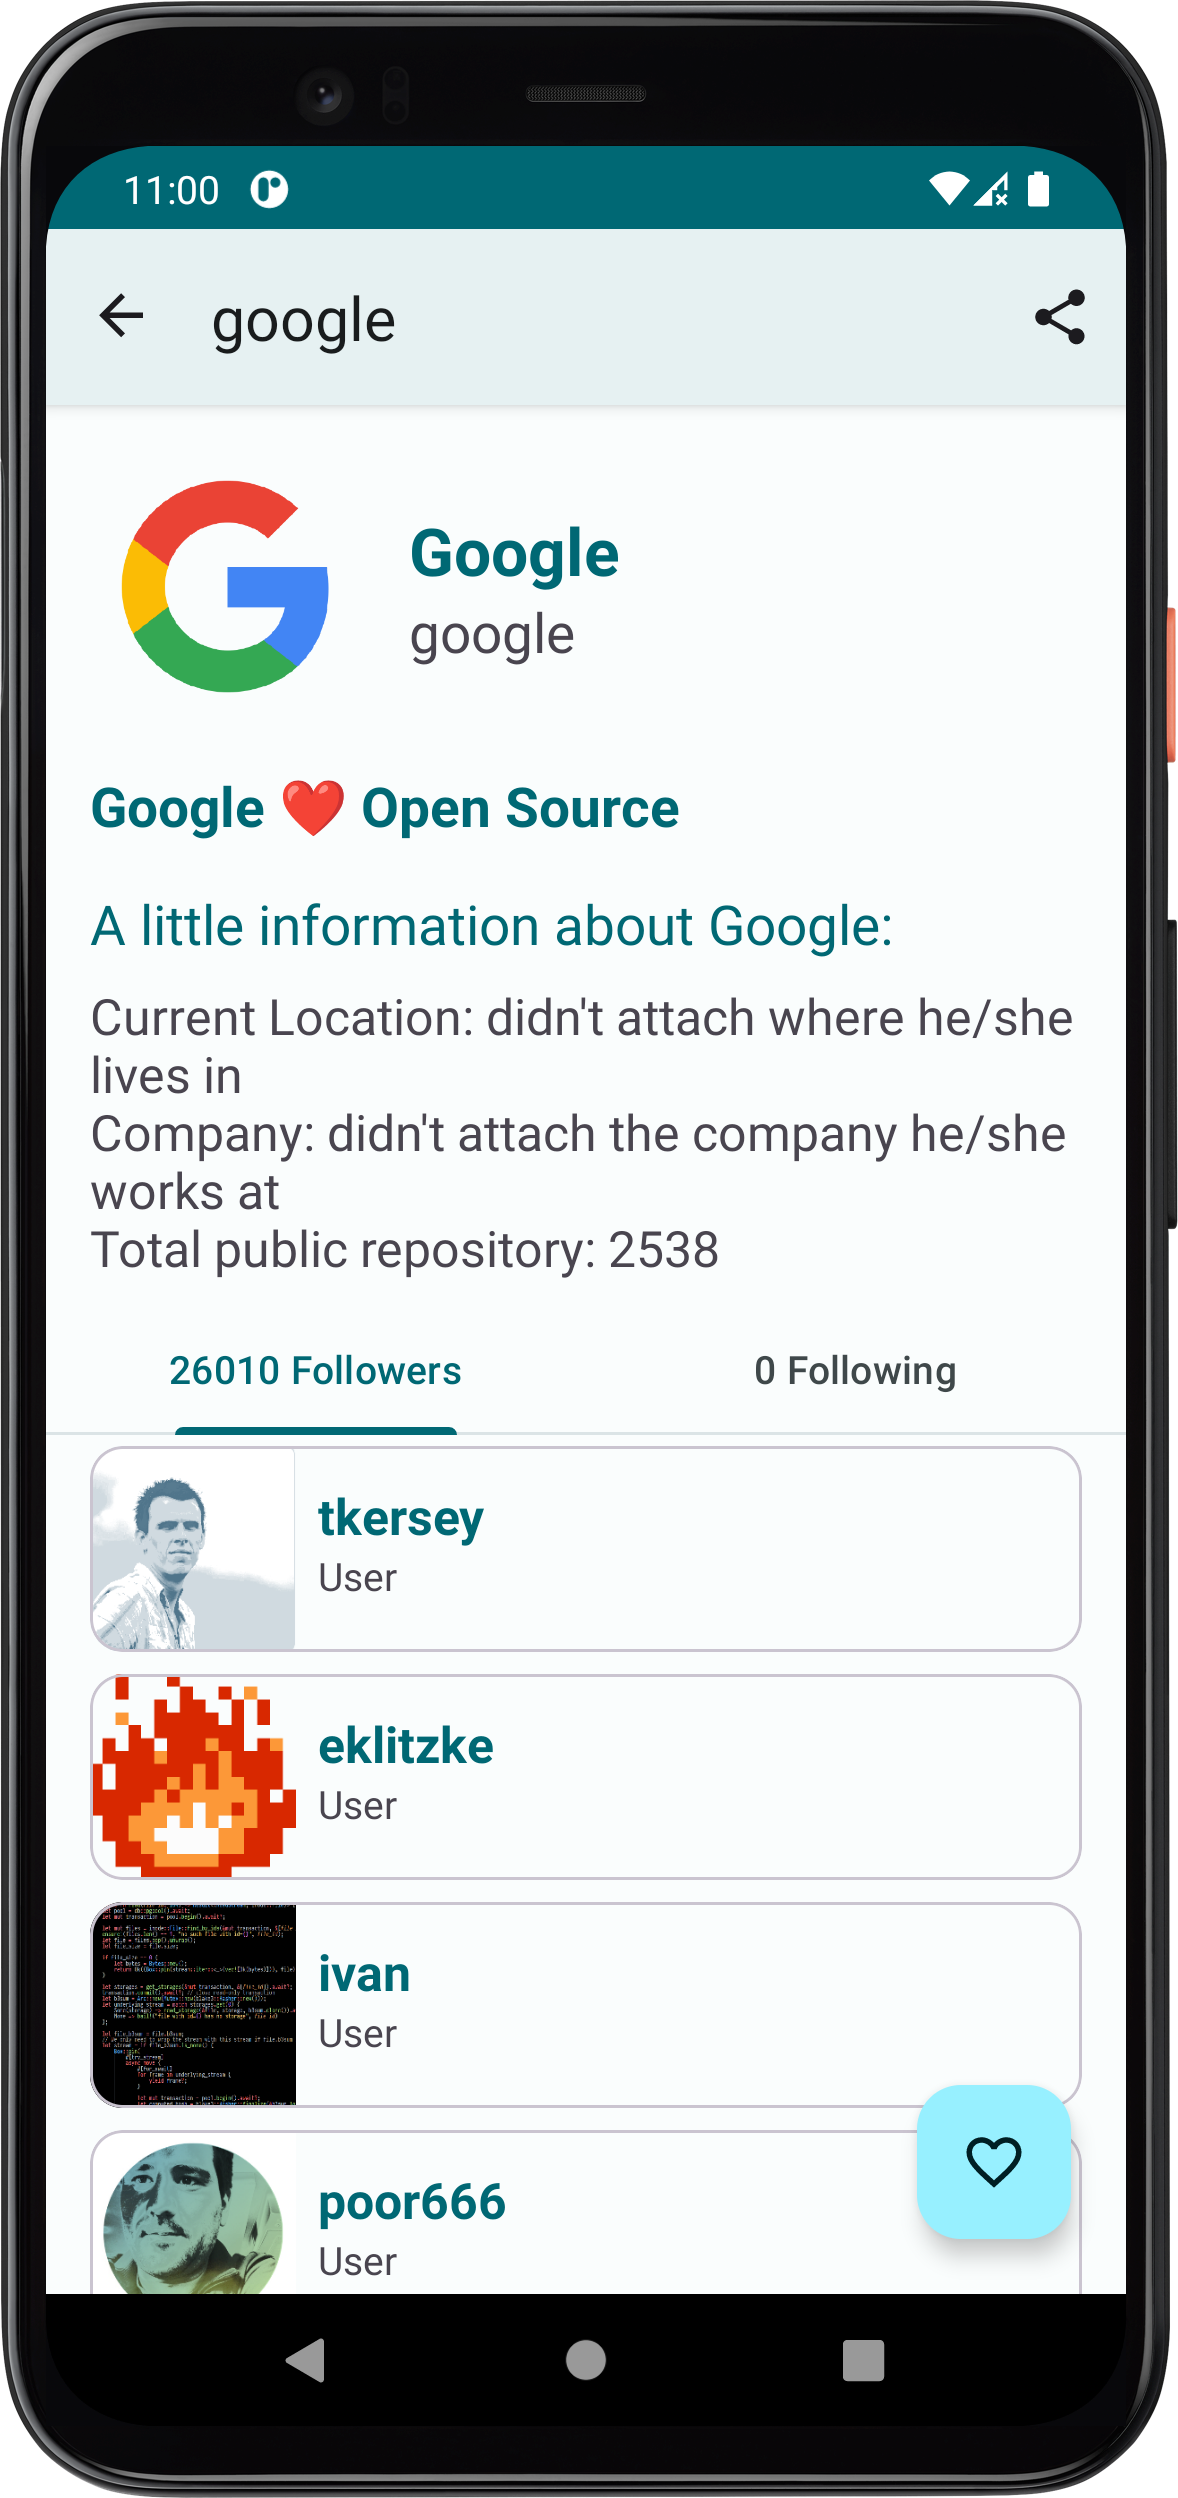 11:00
google
Google
google
Google ❤️ Open Source
A little information about Google:
Current Location: didn't attach where he/she
lives in
Company: didn't attach the company he/she
works at
Total public repository: 2538
26010 Followers
0 Following
tkersey
User
eklitzke
User
ivan
User
poor666
User